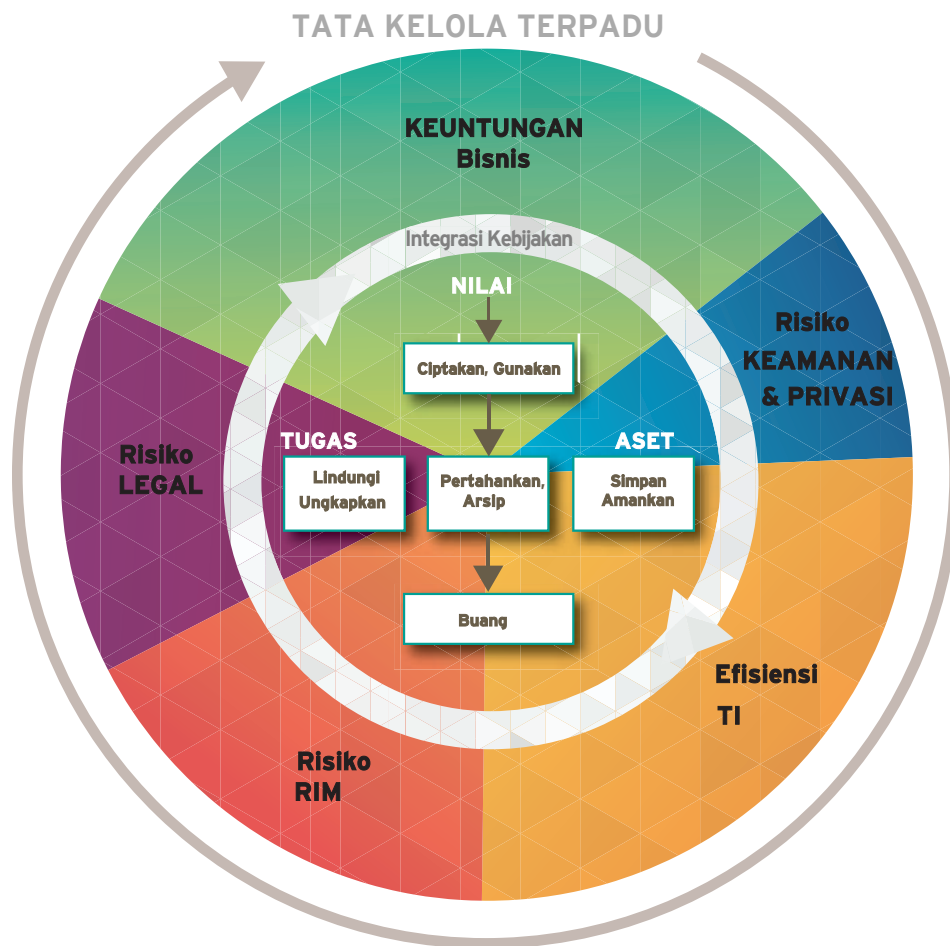 TATA KELOLA TERPADU
KEUNTUNGAN
Bisnis
Integrasi Kebijakan
NILAI
Ciptakan, Gunakan
Risiko
KEAMANAN
& PRIVASI
TUGAS
ASET
Risiko
LEGAL
Lindungi
Ungkapkan
Pertahankan,
Arsip
Simpan
Amankan
Buang
Efisiensi
TI
Risiko
RIM